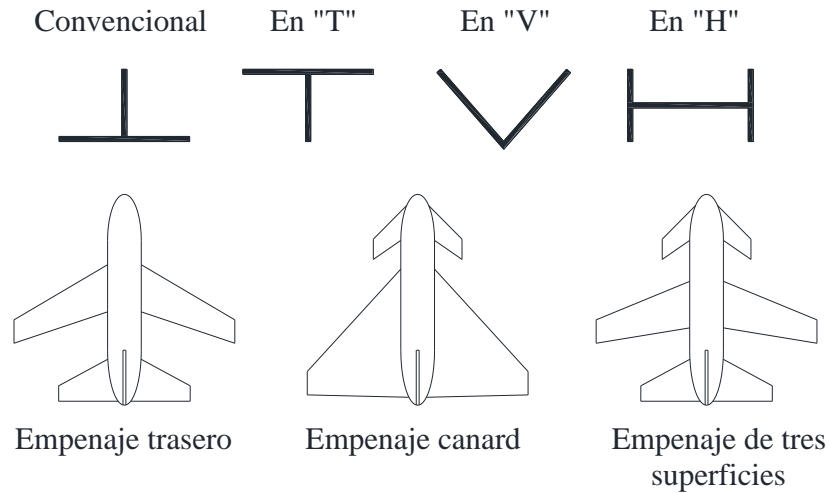 Convencional
En "T"
En "V"
En "H"
Empenaje trasero
Empenaje canard
Empenaje de tres
superficies